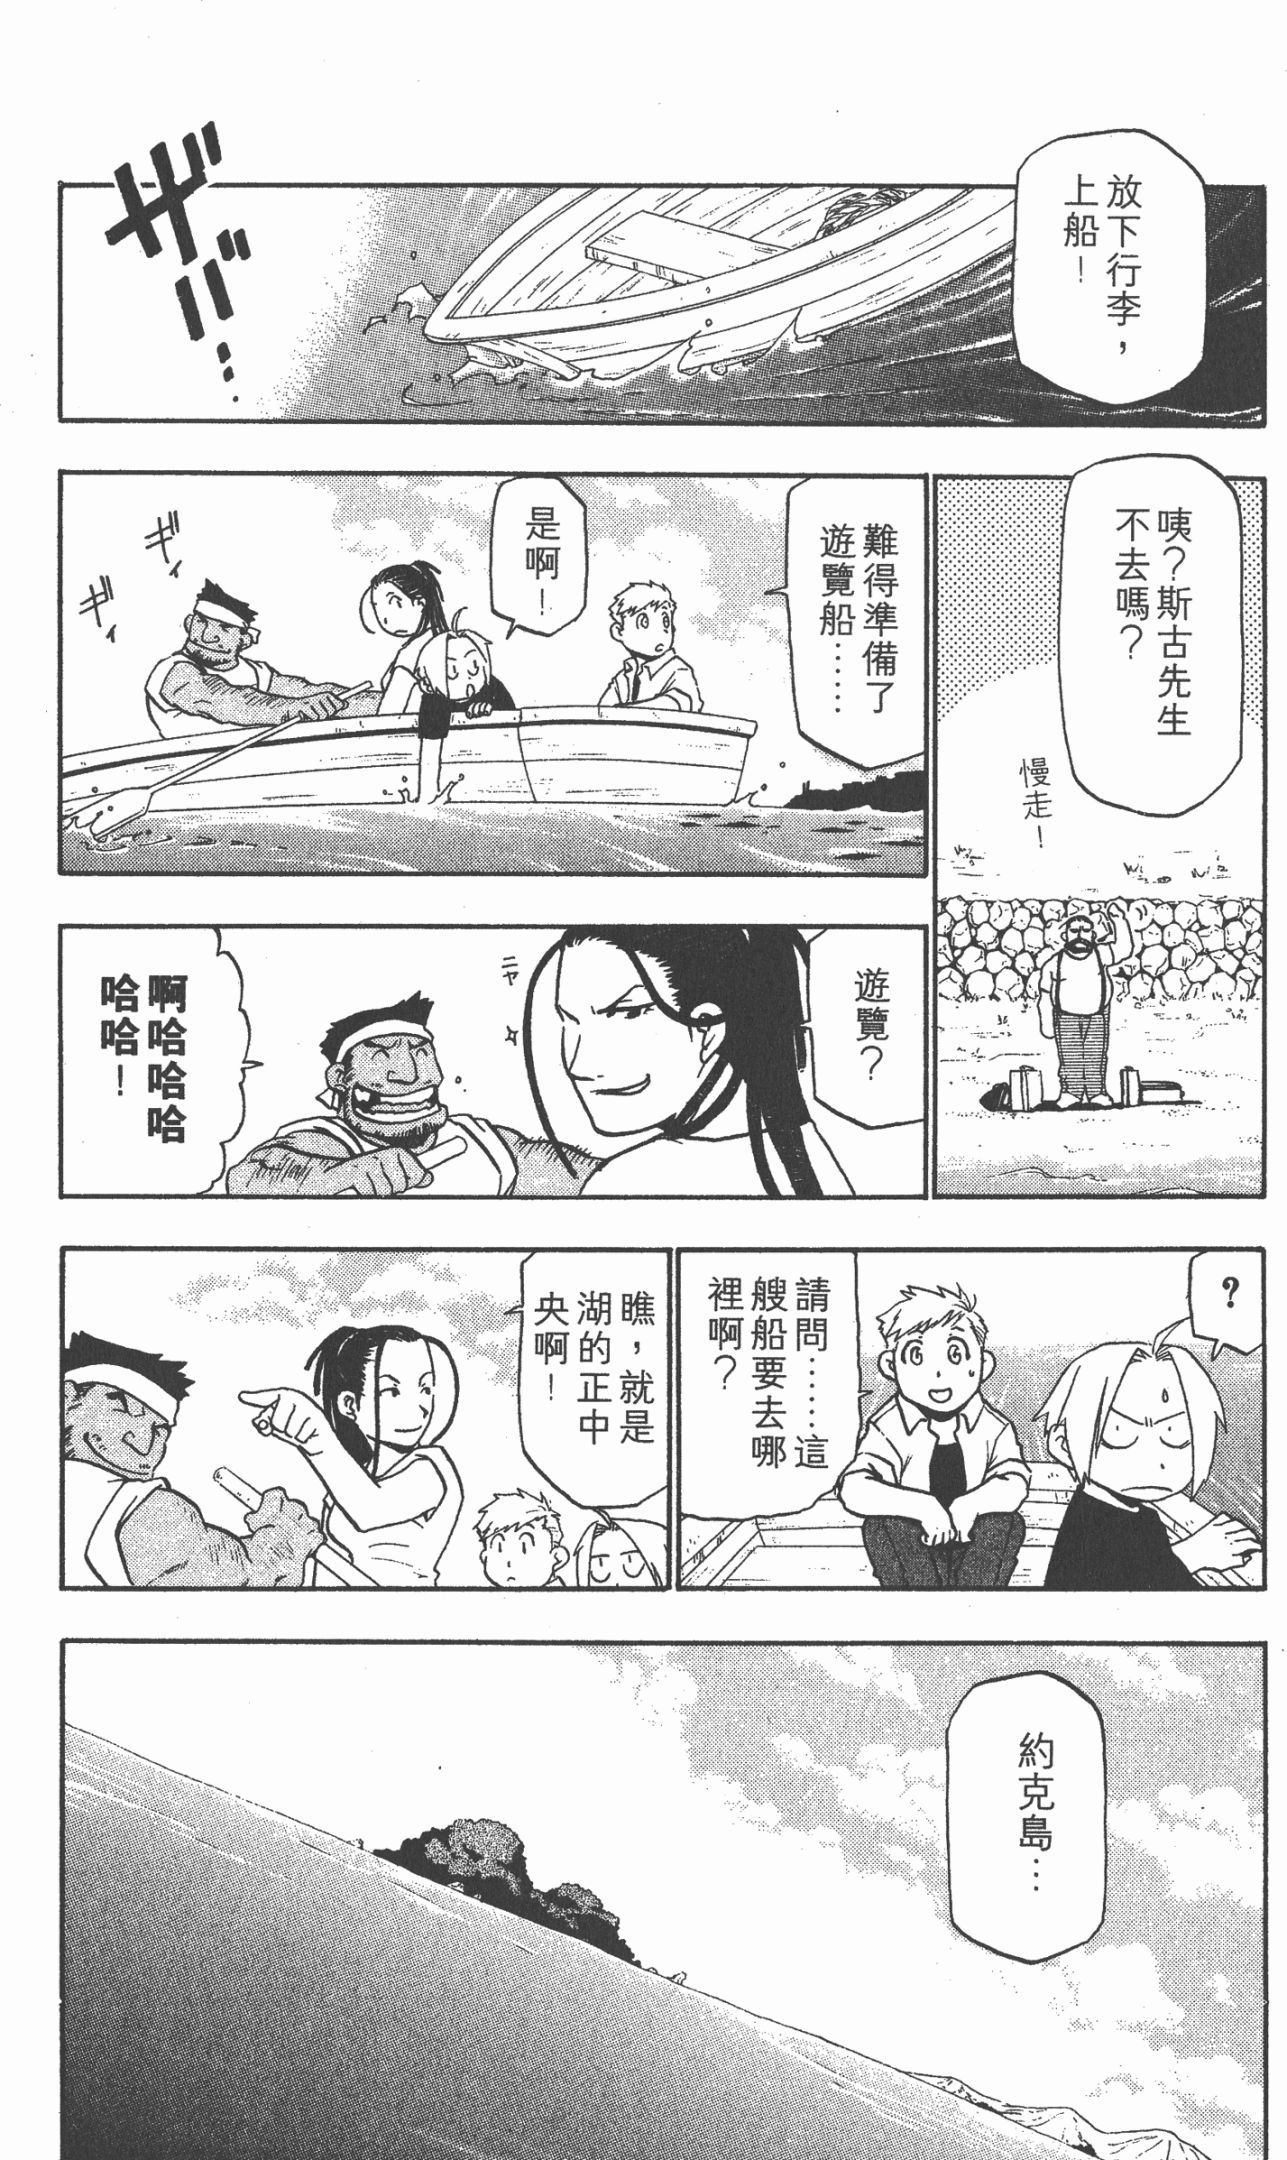 放下行李，
上船！
ザバ…
咦？斯古先生
不去嗎？
慢走！
難得準備了
遊覽船……
是啊！
ギィ
ギィ
遊覽？
ニャ
啊哈哈哈
哈哈！
？
請問……這
艘船要去哪
裡啊？
瞧，就是
湖的正中
央啊！
約克島…